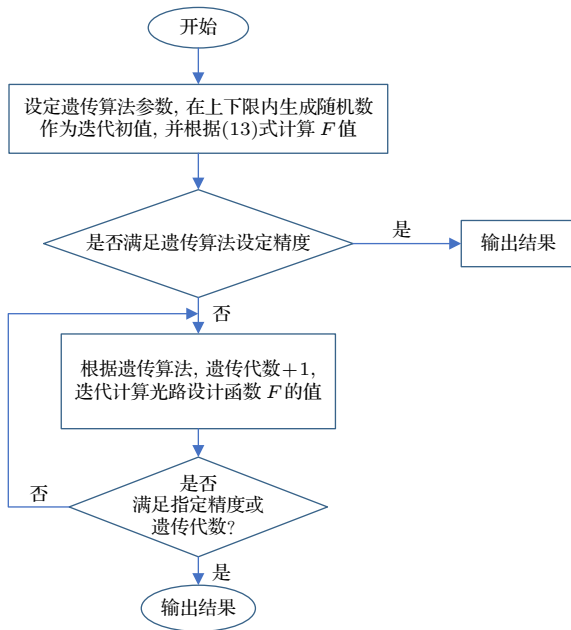 开始
设定遗传算法参数, 在上下限内生成随机数
作为迭代初值, 并根据(13)式计算 F 值
是否满足遗传算法设定精度
是
输出结果
否
根据遗传算法, 遗传代数+1,
迭代计算光路设计函数 F 的值
否
是否
满足指定精度或
遗传代数?
是
输出结果